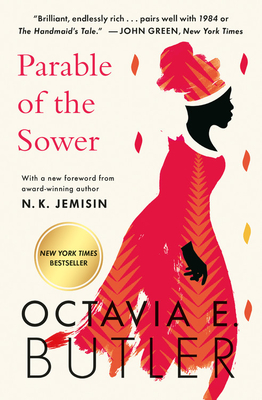 “Brilliant, endlessly rich . . . pairs well with 1984 or
The Handmaid’s Tale.” —JOHN GREEN, New York Times
Parable
of the
Sower
With a new foreword from
award-winning author
N. K. JEMISIN
NEW YORK TIMES
BESTSELLER
OCTAVIA E.
BUTLER